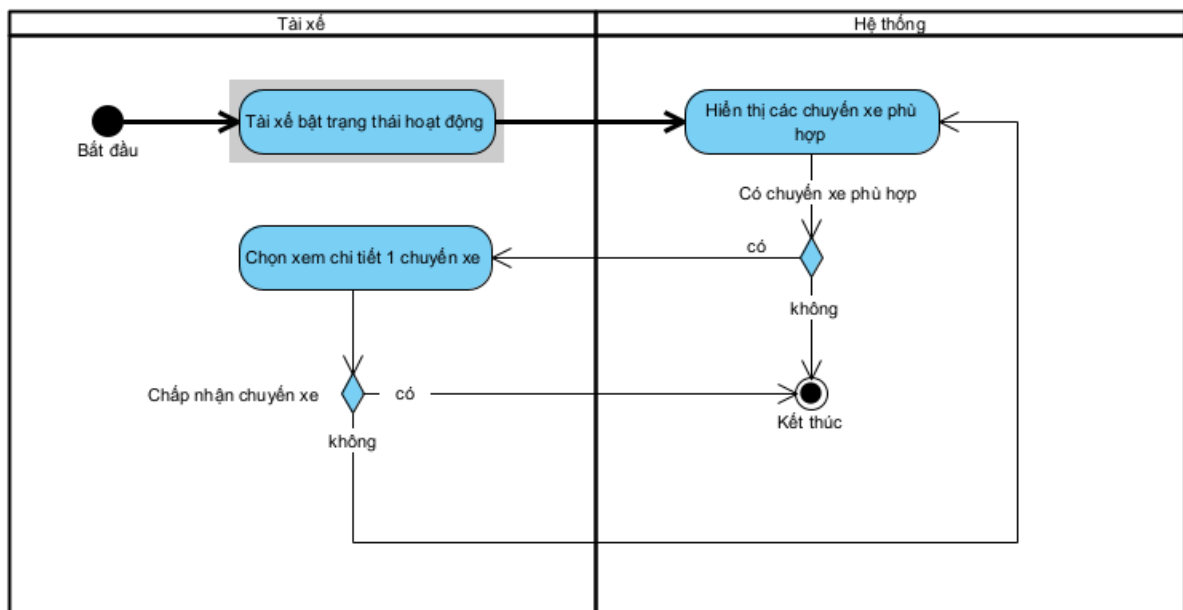 Tài xế
Hệ thống
Bắt đầu
Tài xế bật trạng thái hoạt động
Hiển thị các chuyến xe phù
hợp
Có chuyến xe phù hợp
Chọn xem chi tiết 1 chuyến xe
có
không
Chấp nhận chuyến xe
có
Kết thúc
không